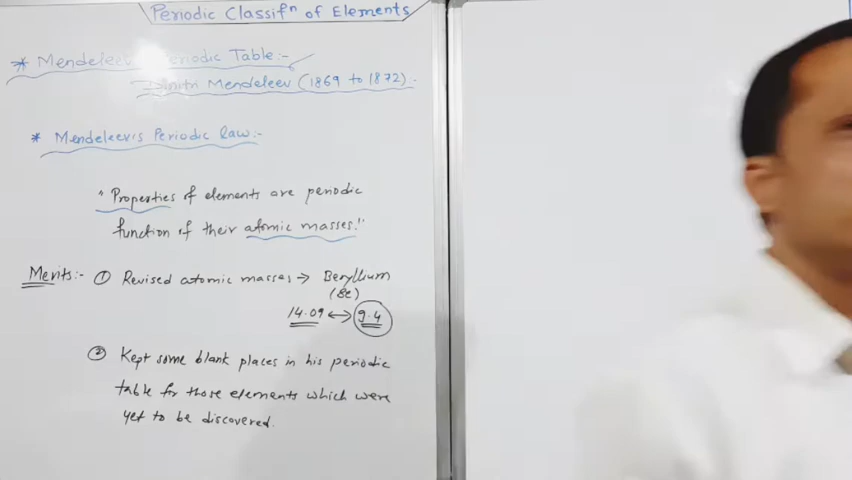 Periodic Classifⁿ of Elements
* Mendeleev Periodic Table:-
Dmitri Mendeleev (1869 to 1872).
* Mendeleevis Periodic law:-
" Properties of elements are periodic
function of their atomic masses."
Merits:- ① Revised atomic masses → Beryllium
(Be)
14.09 ↔ 9.4
② Kept some blank places in his periodic
table for those elements which were
yet to be discovered.